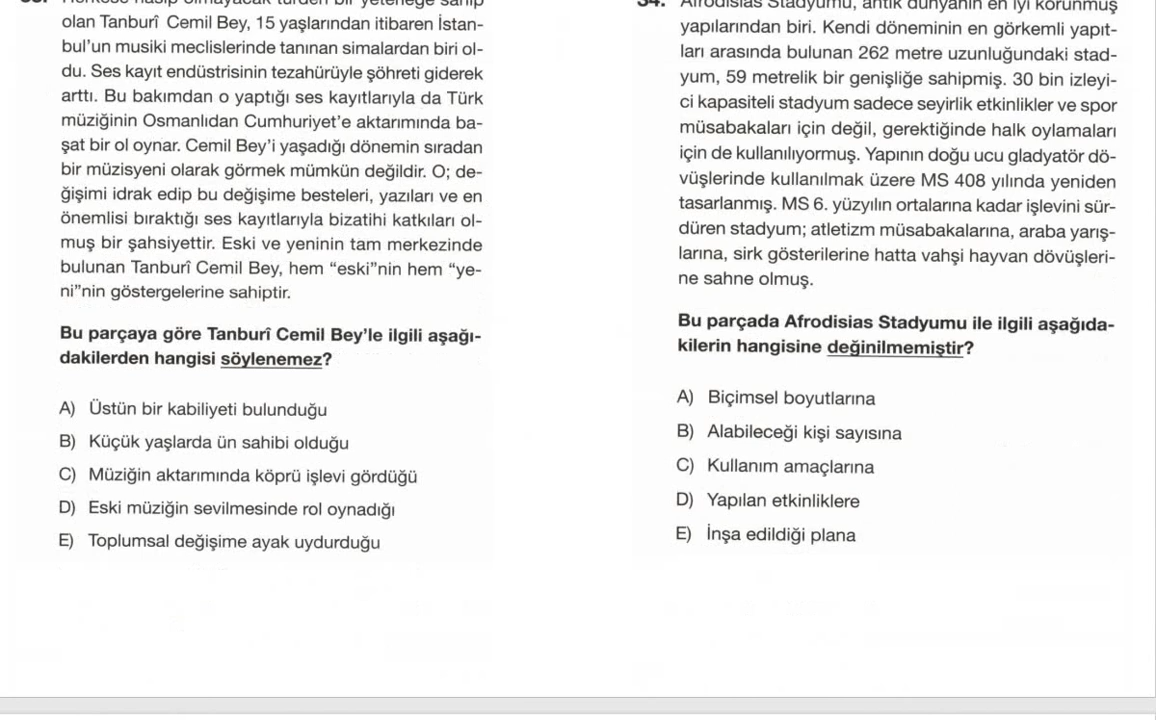 33. Herkese nasip olmayacak türden bir yeteneğe sahip
olan Tanburî Cemil Bey, 15 yaşlarından itibaren İstan-
bul'un musiki meclislerinde tanınan simalardan biri ol-
du. Ses kayıt endüstrisinin tezahürüyle şöhreti giderek
arttı. Bu bakımdan o yaptığı ses kayıtlarıyla da Türk
müziğinin Osmanlıdan Cumhuriyet'e aktarımında ba-
şat bir ol oynar. Cemil Bey'i yaşadığı dönemin sıradan
bir müzisyeni olarak görmek mümkün değildir. O; de-
ğişimi idrak edip bu değişime besteleri, yazıları ve en
önemlisi bıraktığı ses kayıtlarıyla bizatihi katkıları ol-
muş bir şahsiyettir. Eski ve yeninin tam merkezinde
bulunan Tanburî Cemil Bey, hem “eski”nin hem “ye-
ni”nin göstergelerine sahiptir.
Bu parçaya göre Tanburî Cemil Bey'le ilgili aşağı-
dakilerden hangisi söylenemez?
A) Üstün bir kabiliyeti bulunduğu
B) Küçük yaşlarda ün sahibi olduğu
C) Müziğin aktarımında köprü işlevi gördüğü
D) Eski müziğin sevilmesinde rol oynadığı
E) Toplumsal değişime ayak uydurduğu
34. Afrodisias Stadyumu, antik dünyanın en iyi korunmuş
yapılarından biri. Kendi döneminin en görkemli yapıt-
ları arasında bulunan 262 metre uzunluğundaki stad-
yum, 59 metrelik bir genişliğe sahipmiş. 30 bin izleyi-
ci kapasiteli stadyum sadece seyirlik etkinlikler ve spor
müsabakaları için değil, gerektiğinde halk oylamaları
için de kullanılıyormuş. Yapının doğu ucu gladyatör dö-
vüşlerinde kullanılmak üzere MS 408 yılında yeniden
tasarlanmış. MS 6. yüzyılın ortalarına kadar işlevini sür-
düren stadyum; atletizm müsabakalarına, araba yarış-
larına, sirk gösterilerine hatta vahşi hayvan dövüşleri-
ne sahne olmuş.
Bu parçada Afrodisias Stadyumu ile ilgili aşağıda-
kilerin hangisine değinilmemiştir?
A) Biçimsel boyutlarına
B) Alabileceği kişi sayısına
C) Kullanım amaçlarına
D) Yapılan etkinliklere
E) İnşa edildiği plana